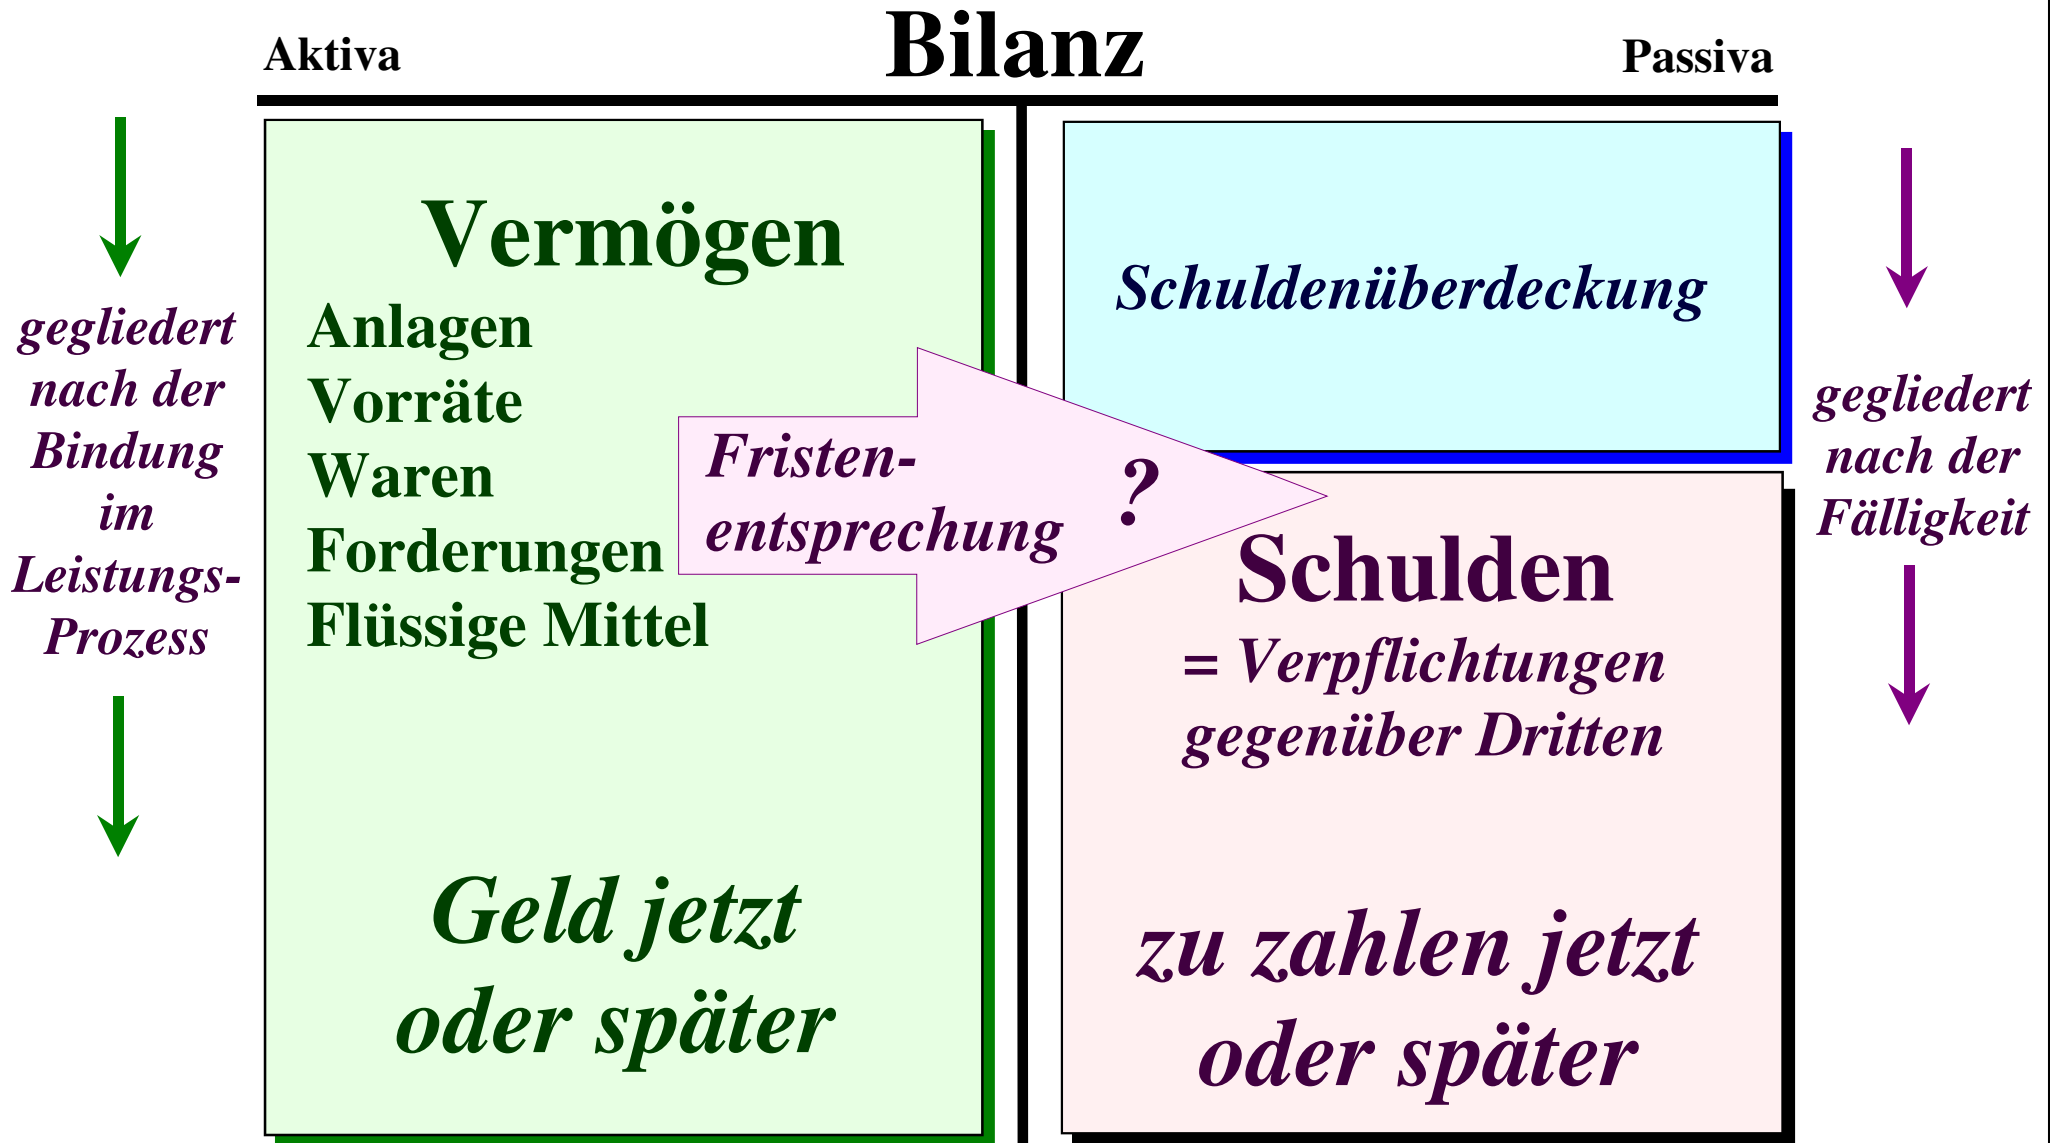 Bilanz
Aktiva
Passiva
gegliedert
nach der
Bindung
im
Leistungs-
Prozess
Vermögen
Anlagen
Vorräte
Waren
Forderungen
Flüssige Mittel
Geld jetzt
oder später
Fristen-
entsprechung
?
Schuldenüberdeckung
Schulden
= Verpflichtungen
gegenüber Dritten
zu zahlen jetzt
oder später
gegliedert
nach der
Fälligkeit